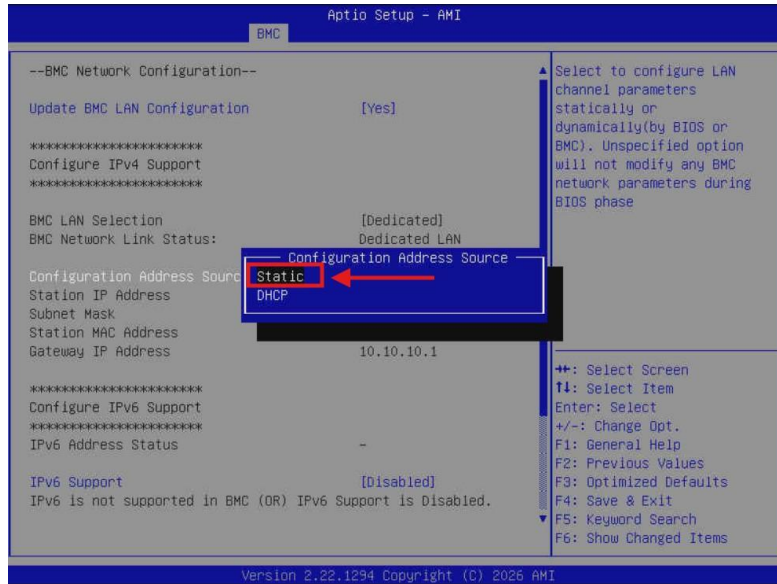 Aptio Setup - AMI
BMC
--BMC Network Configuration--
Update BMC LAN Configuration [Yes]
***********************
Configure IPv4 Support
***********************
BMC LAN Selection [Dedicated]
BMC Network Link Status: Dedicated LAN
Configuration Address Source
Configuration Address Sourc Static
Station IP Address DHCP
Subnet Mask
Station MAC Address
Gateway IP Address 10.10.10.1
***********************
Configure IPv6 Support
***********************
IPv6 Address Status -
IPv6 Support [Disabled]
IPv6 is not supported in BMC (OR) IPv6 Support is Disabled.
Select to configure LAN
channel parameters
statically or
dynamically(by BIOS or
BMC). Unspecified option
will not modify any BMC
network parameters during
BIOS phase
→←: Select Screen
↑↓: Select Item
Enter: Select
+/-: Change Opt.
F1: General Help
F2: Previous Values
F3: Optimized Defaults
F4: Save & Exit
F5: Keyword Search
F6: Show Changed Items
Version 2.22.1294 Copyright (C) 2026 AMI